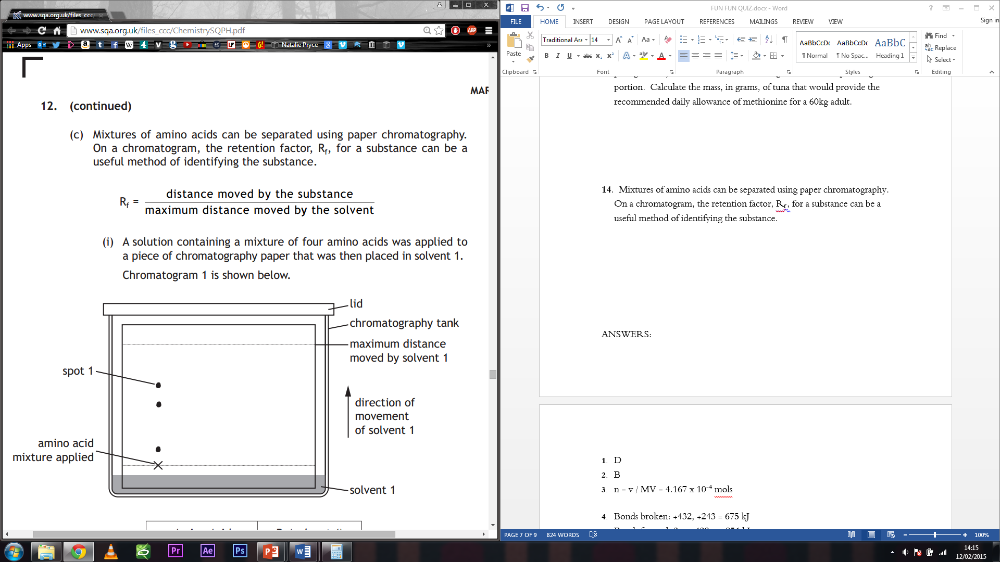 www.sqa.org.uk/files_ccc/
www.sqa.org.uk/files_ccc/ChemistrySQPH.pdf
Apps
Natalie Pryce
MAR
12. (continued)
(c) Mixtures of amino acids can be separated using paper chromatography.
On a chromatogram, the retention factor, Rf, for a substance can be a
useful method of identifying the substance.
Rf = distance moved by the substance
maximum distance moved by the solvent
(i) A solution containing a mixture of four amino acids was applied to
a piece of chromatography paper that was then placed in solvent 1.
Chromatogram 1 is shown below.
lid
chromatography tank
maximum distance
moved by solvent 1
spot 1
direction of
movement
of solvent 1
amino acid
mixture applied
solvent 1
FUN FUN QUIZ.docx - Word
Sign in
FILE HOME INSERT DESIGN PAGE LAYOUT REFERENCES MAILINGS REVIEW VIEW
Paste
Traditional Ara 14
AaBbCcDc AaBbCcDc AaBbC
¶ Normal ¶ No Spac... Heading 1
Find
Replace
Select
Clipboard Font Paragraph Styles Editing
portion. Calculate the mass, in grams, of tuna that would provide the
recommended daily allowance of methionine for a 60kg adult.
14. Mixtures of amino acids can be separated using paper chromatography.
On a chromatogram, the retention factor, Rf, for a substance can be a
useful method of identifying the substance.
ANSWERS:
1. D
2. B
3. n = v / MV = 4.167 x 10⁻⁴ mols
4. Bonds broken: +432, +243 = 675 kJ
PAGE 7 OF 9 824 WORDS 100%
Pr Ae Ps
14:15
12/02/2015